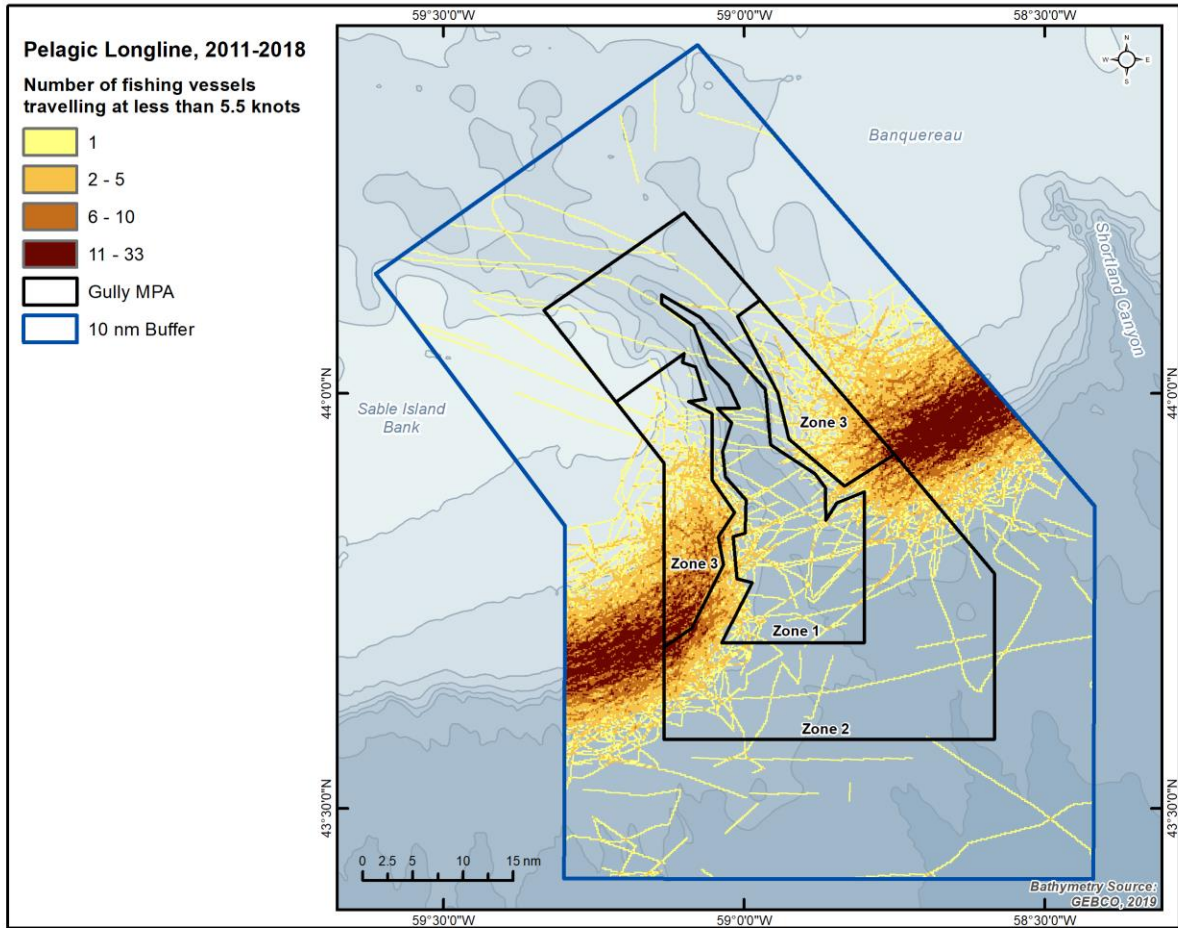 Pelagic Longline, 2011-2018
Number of fishing vessels
travelling at less than 5.5 knots
1
2 - 5
6 - 10
11 - 33
Gully MPA
10 nm Buffer
59°30'0"W
59°0'0"W
58°30'0"W
N
W
E
S
Banquereau
Shortland Canyon
44°0'0"N
44°0'0"N
Sable Island
Bank
Zone 3
Zone 3
Zone 1
Zone 2
43°30'0"N
43°30'0"N
0 2.5 5 10 15 nm
Bathymetry Source:
GEBCO, 2019
59°30'0"W
59°0'0"W
58°30'0"W